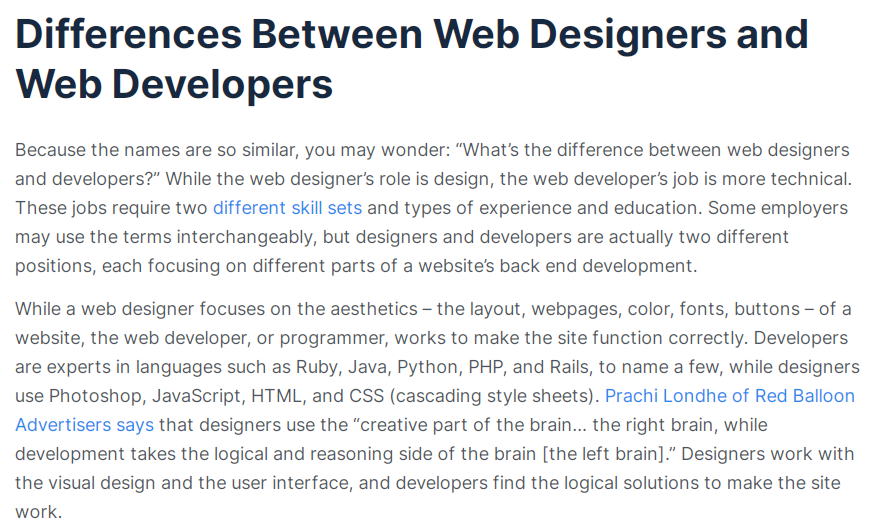 Differences Between Web Designers and
Web Developers
Because the names are so similar, you may wonder: “What’s the difference between web designers
and developers?” While the web designer’s role is design, the web developer’s job is more technical.
These jobs require two different skill sets and types of experience and education. Some employers
may use the terms interchangeably, but designers and developers are actually two different
positions, each focusing on different parts of a website’s back end development.
While a web designer focuses on the aesthetics – the layout, webpages, color, fonts, buttons – of a
website, the web developer, or programmer, works to make the site function correctly. Developers
are experts in languages such as Ruby, Java, Python, PHP, and Rails, to name a few, while designers
use Photoshop, JavaScript, HTML, and CSS (cascading style sheets). Prachi Londhe of Red Balloon
Advertisers says that designers use the “creative part of the brain... the right brain, while
development takes the logical and reasoning side of the brain [the left brain].” Designers work with
the visual design and the user interface, and developers find the logical solutions to make the site
work.